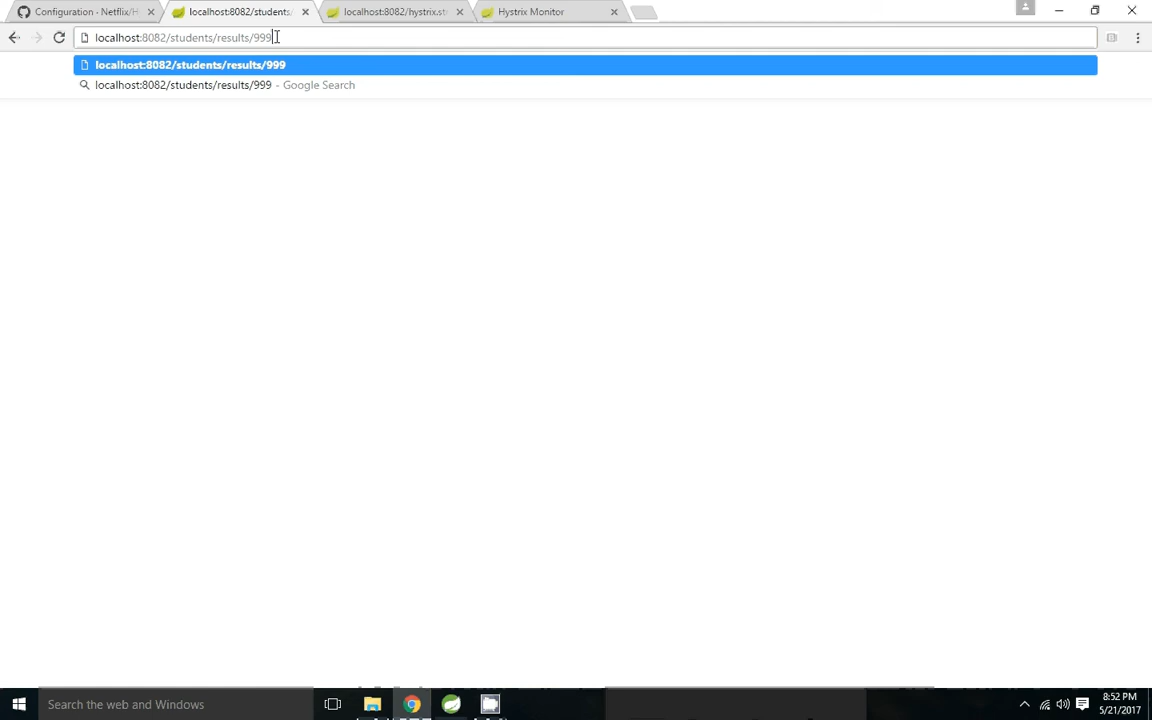 Configuration - Netflix/H
localhost:8082/students/
localhost:8082/hystrix.st
Hystrix Monitor
localhost:8082/students/results/999
localhost:8082/students/results/999
localhost:8082/students/results/999 - Google Search
Search the web and Windows
8:52 PM
5/21/2017